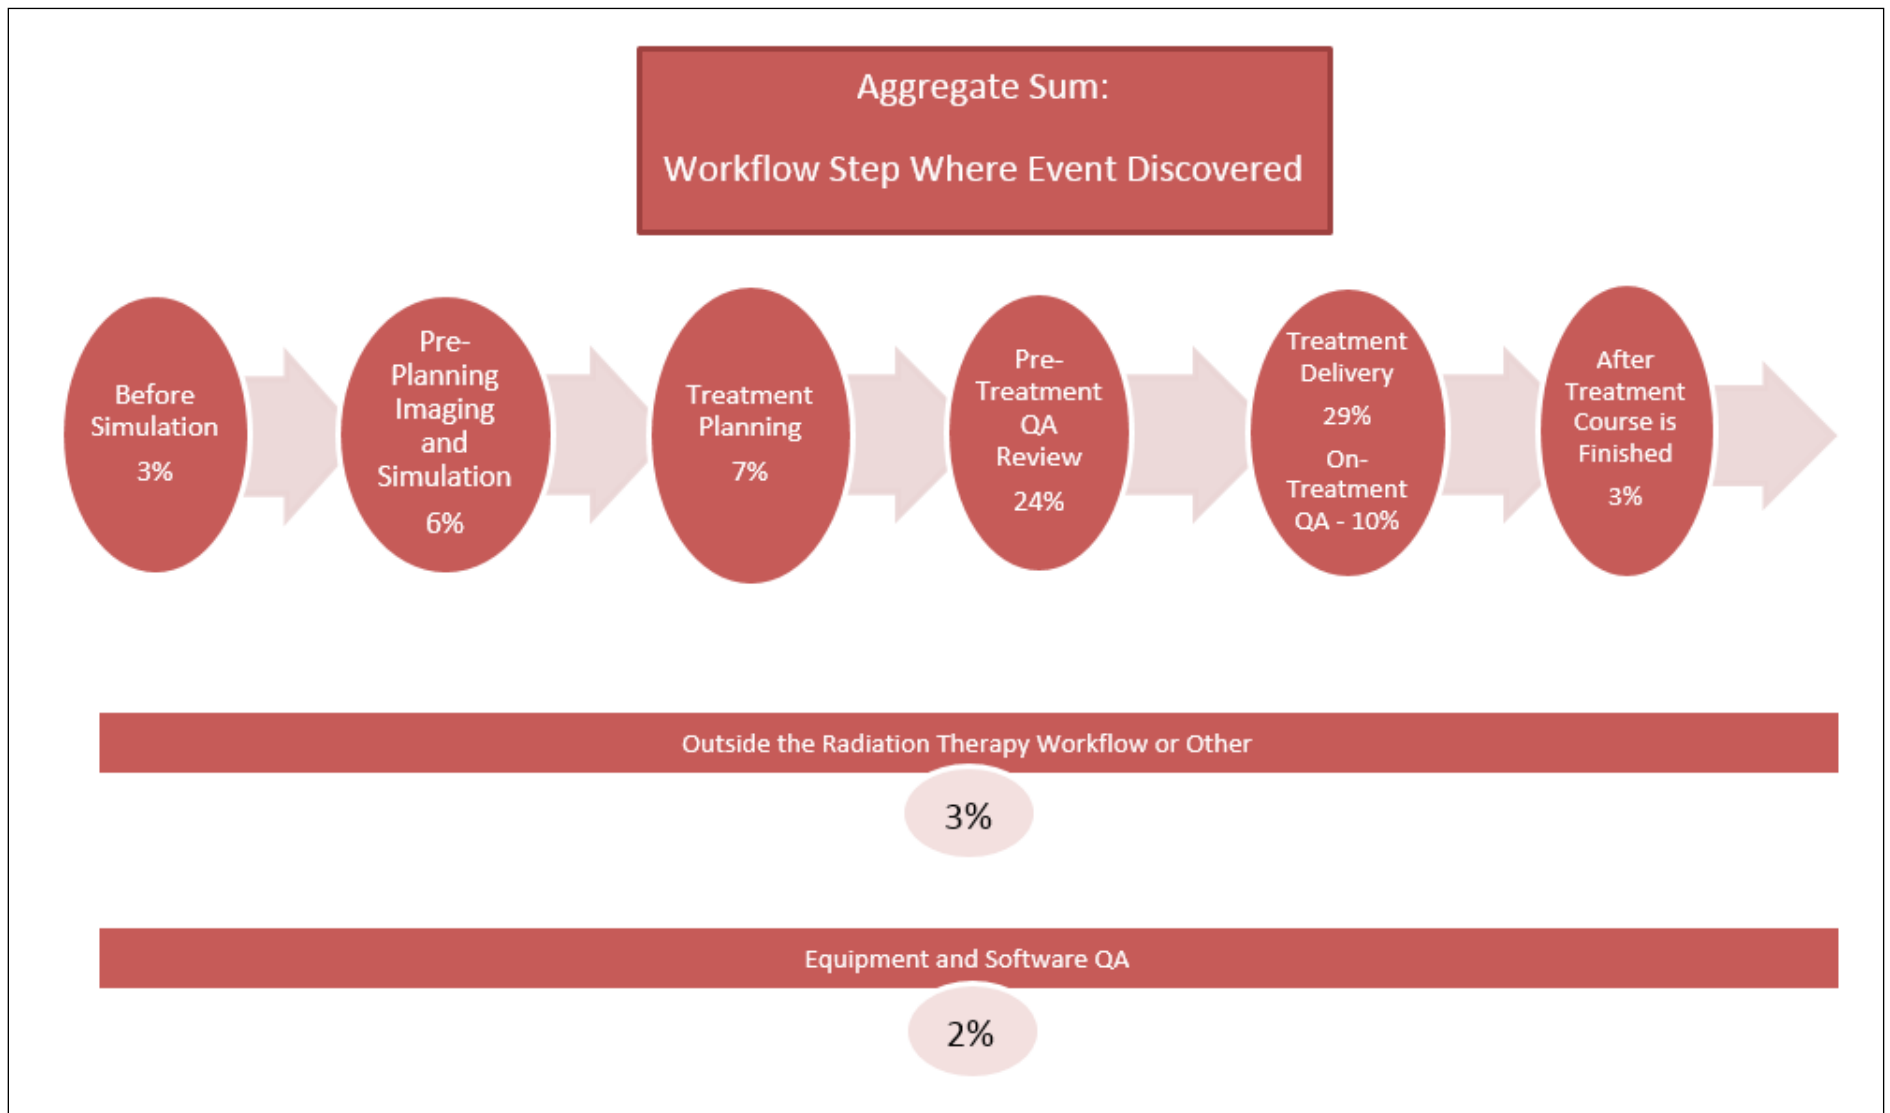 Aggregate Sum:
Workflow Step Where Event Discovered
Before
Simulation
3%
Pre-
Planning
Imaging
and
Simulation
6%
Treatment
Planning
7%
Pre-
Treatment
QA
Review
24%
Treatment
Delivery
29%
On-
Treatment
QA - 10%
After
Treatment
Course is
Finished
3%
Outside the Radiation Therapy Workflow or Other
3%
Equipment and Software QA
2%